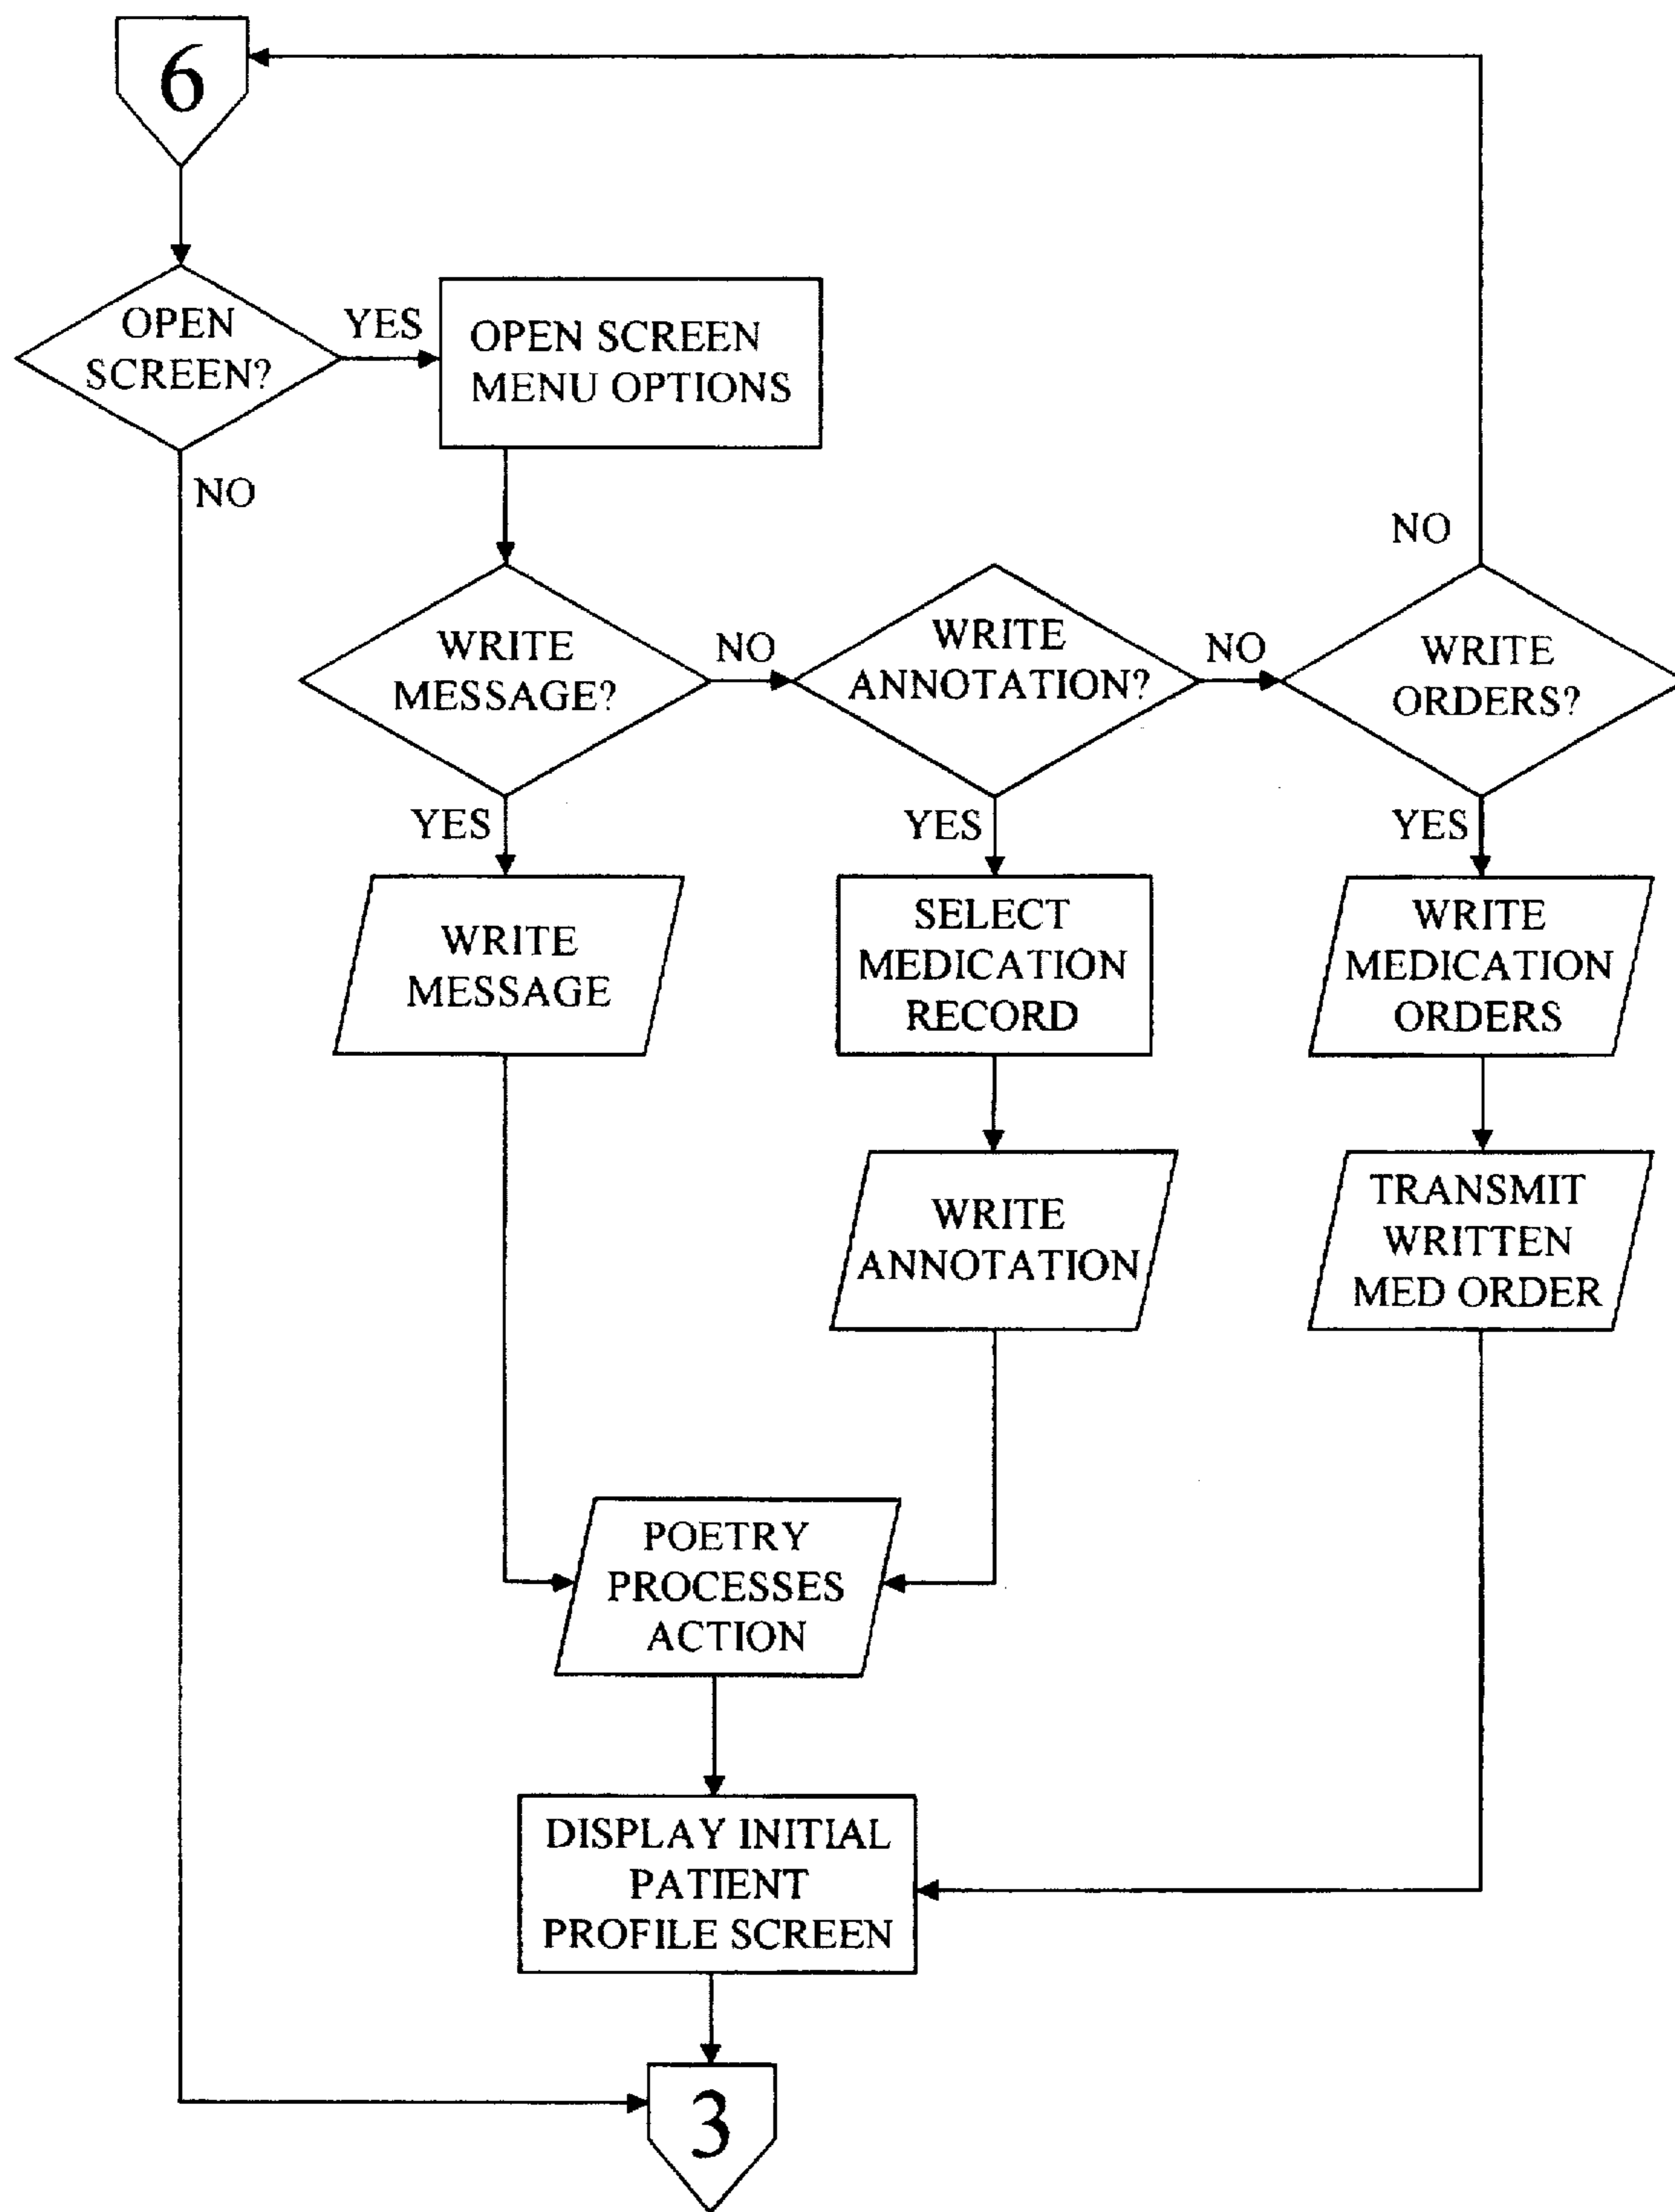 6
OPEN
SCREEN?
YES
OPEN SCREEN
MENU OPTIONS
NO
NO
WRITE
MESSAGE?
NO
WRITE
ANNOTATION?
NO
WRITE
ORDERS?
YES
YES
YES
WRITE
MESSAGE
SELECT
MEDICATION
RECORD
WRITE
MEDICATION
ORDERS
WRITE
ANNOTATION
TRANSMIT
WRITTEN
MED ORDER
POETRY
PROCESSES
ACTION
DISPLAY INITIAL
PATIENT
PROFILE SCREEN
3